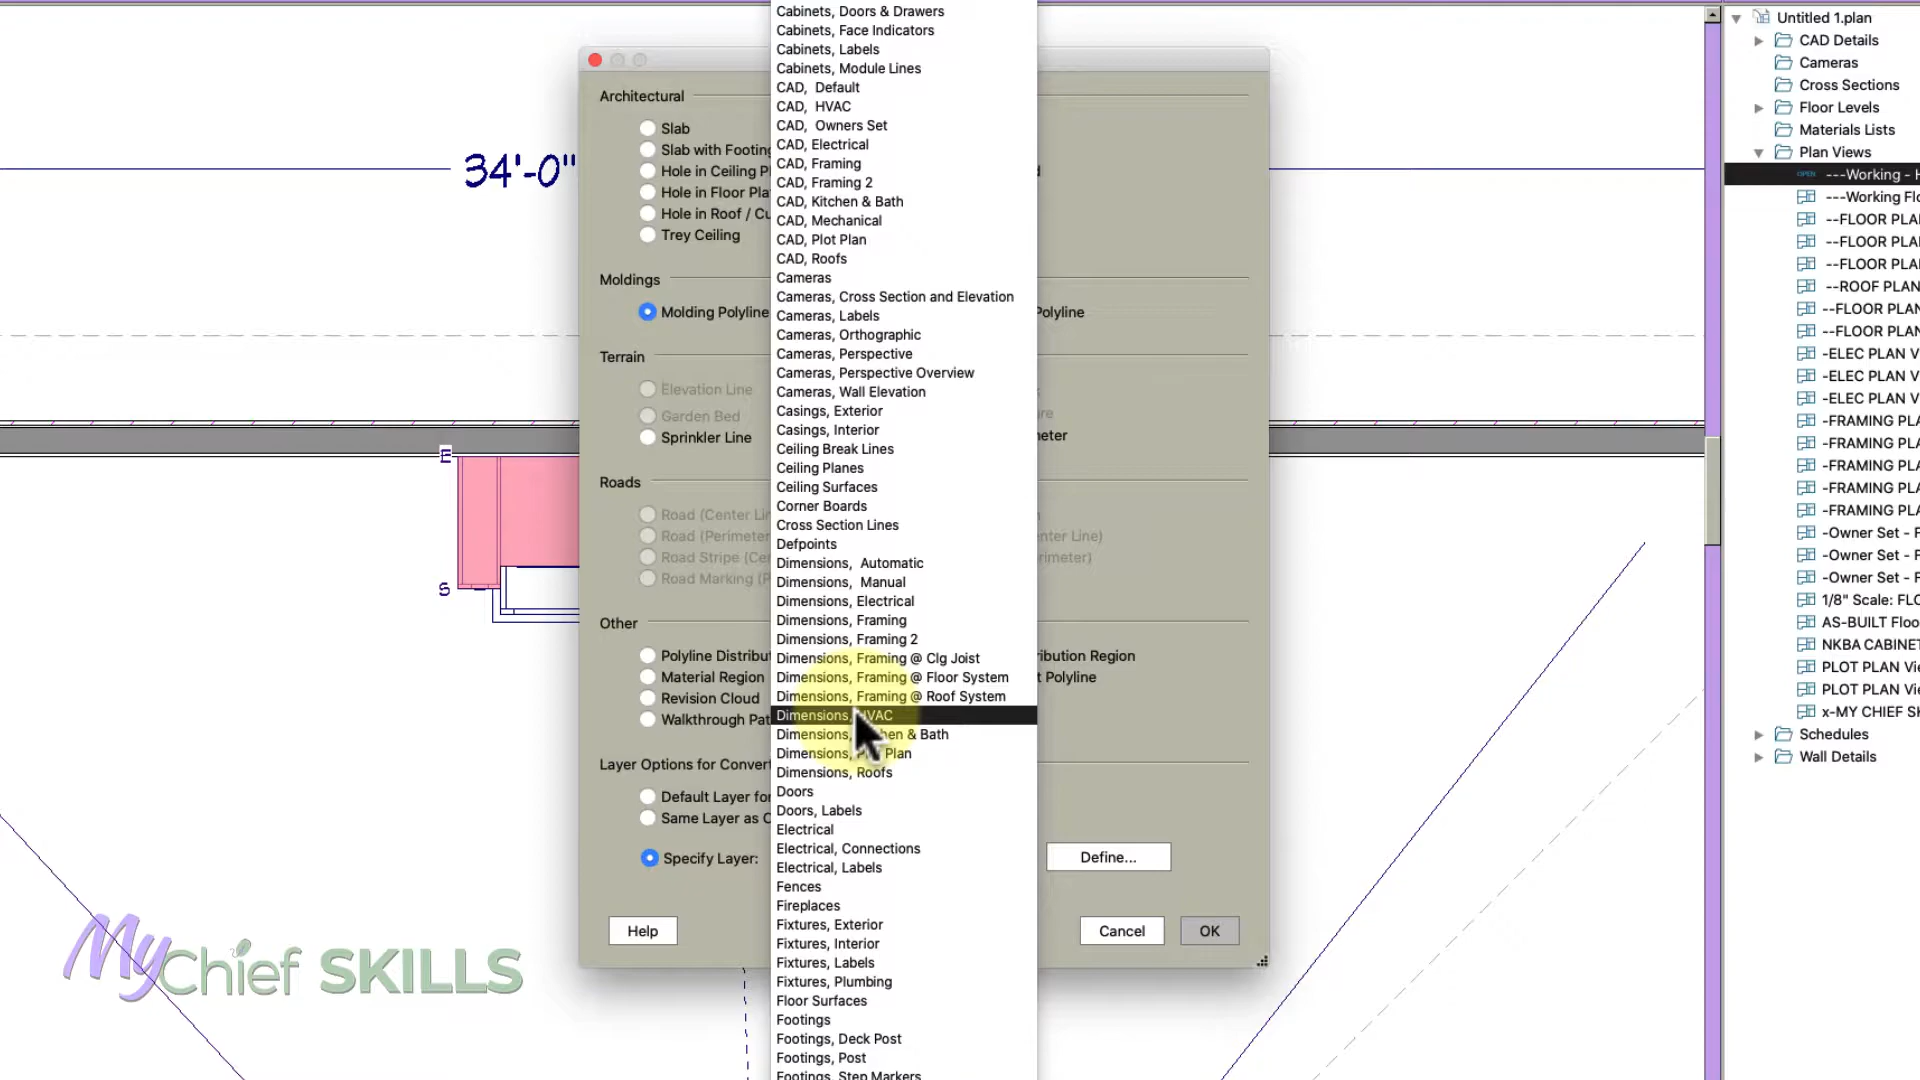 34'-0"
E
S
My Chief SKILLS
Architectural
Slab
Slab with Footing
Hole in Ceiling P
Hole in Floor Pla
Hole in Roof / Cu
Trey Ceiling
Moldings
Molding Polyline
Polyline
Terrain
Elevation Line
Garden Bed
Sprinkler Line
meter
Roads
Road (Center Lin
Road (Perimeter
enter Line)
Road Stripe (Ce
rimeter)
Road Marking (P
Other
Polyline Distribut
ribution Region
Material Region
t Polyline
Revision Cloud
Walkthrough Pat
Layer Options for Convert
Default Layer for
Same Layer as C
Specify Layer:
Define...
Help
Cancel
OK
Cabinets, Doors & Drawers
Cabinets, Face Indicators
Cabinets, Labels
Cabinets, Module Lines
CAD, Default
CAD, HVAC
CAD, Owners Set
CAD, Electrical
CAD, Framing
CAD, Framing 2
CAD, Kitchen & Bath
CAD, Mechanical
CAD, Plot Plan
CAD, Roofs
Cameras
Cameras, Cross Section and Elevation
Cameras, Labels
Cameras, Orthographic
Cameras, Perspective
Cameras, Perspective Overview
Cameras, Wall Elevation
Casings, Exterior
Casings, Interior
Ceiling Break Lines
Ceiling Planes
Ceiling Surfaces
Corner Boards
Cross Section Lines
Defpoints
Dimensions, Automatic
Dimensions, Manual
Dimensions, Electrical
Dimensions, Framing
Dimensions, Framing 2
Dimensions, Framing @ Clg Joist
Dimensions, Framing @ Floor System
Dimensions, Framing @ Roof System
Dimensions, HVAC
Dimensions, Kitchen & Bath
Dimensions, Plot Plan
Dimensions, Roofs
Doors
Doors, Labels
Electrical
Electrical, Connections
Electrical, Labels
Fences
Fireplaces
Fixtures, Exterior
Fixtures, Interior
Fixtures, Labels
Fixtures, Plumbing
Floor Surfaces
Footings
Footings, Deck Post
Footings, Post
Footings, Step Markers
Untitled 1.plan
CAD Details
Cameras
Cross Sections
Floor Levels
Materials Lists
Plan Views
OPEN ---Working - H
---Working Flo
--FLOOR PLAN
--FLOOR PLAN
--FLOOR PLAN
--ROOF PLAN
--FLOOR PLAN
--FLOOR PLAN
-ELEC PLAN V
-ELEC PLAN V
-ELEC PLAN V
-FRAMING PLA
-FRAMING PLA
-FRAMING PLA
-FRAMING PLA
-FRAMING PLA
-Owner Set - F
-Owner Set - F
-Owner Set - F
1/8" Scale: FLO
AS-BUILT Floo
NKBA CABINET
PLOT PLAN Vie
PLOT PLAN Vie
x-MY CHIEF SK
Schedules
Wall Details